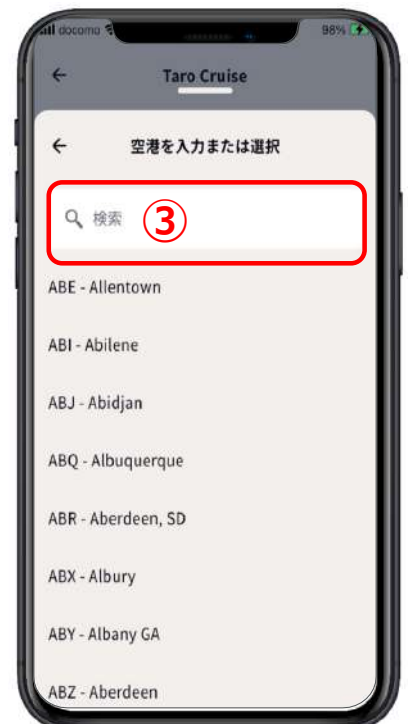 docomo 98%
Taro Cruise
空港を入力または選択
検索 ③
ABE - Allentown
ABI - Abilene
ABJ - Abidjan
ABQ - Albuquerque
ABR - Aberdeen, SD
ABX - Albury
ABY - Albany GA
ABZ - Aberdeen